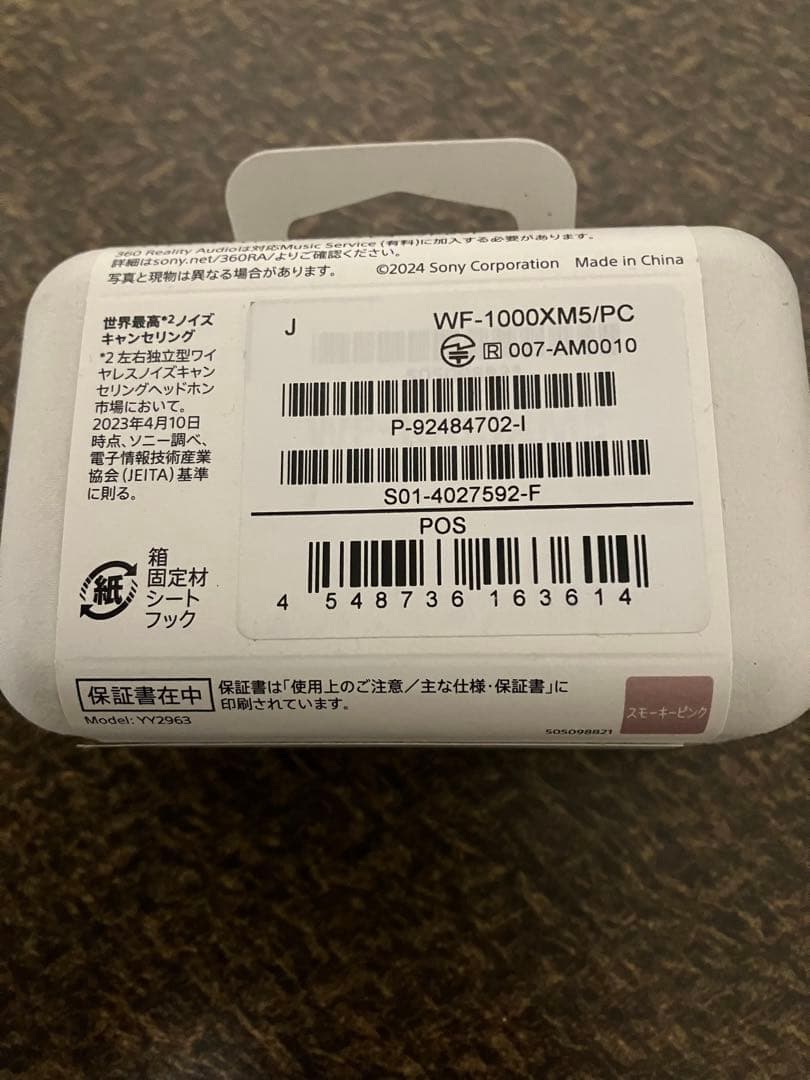 360 Reality Audioは対応Music Service (有料)に加入する必要があります。
詳細はsony.net/360RA/よりご確認ください。
写真と現物は異なる場合があります。 ©2024 Sony Corporation Made in China
世界最高*2ノイズ
キャンセリング
*2 左右独立型ワイ
ヤレスノイズキャン
セリングヘッドホン
市場において。
2023年4月10日
時点、ソニー調べ、
電子情報技術産業
協会(JEITA)基準
に則る。
J WF-1000XM5/PC
R 007-AM0010
P-92484702-I
S01-4027592-F
POS
4 548736 163614
紙
箱
固定材
シート
フック
保証書在中
保証書は「使用上のご注意/主な仕様・保証書」に
印刷されています。
Model: YY2963
505098821
スモーキーピンク